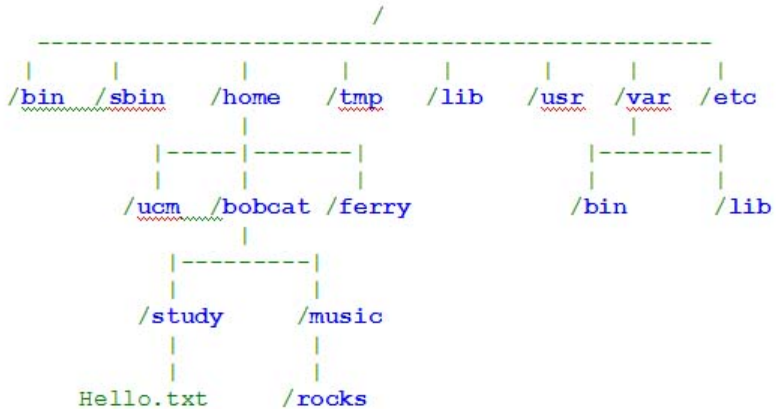 /
/bin /sbin /home /tmp /lib /usr /var /etc
/ucm /bobcat /ferry /bin /lib
/study /music
Hello.txt /rocks